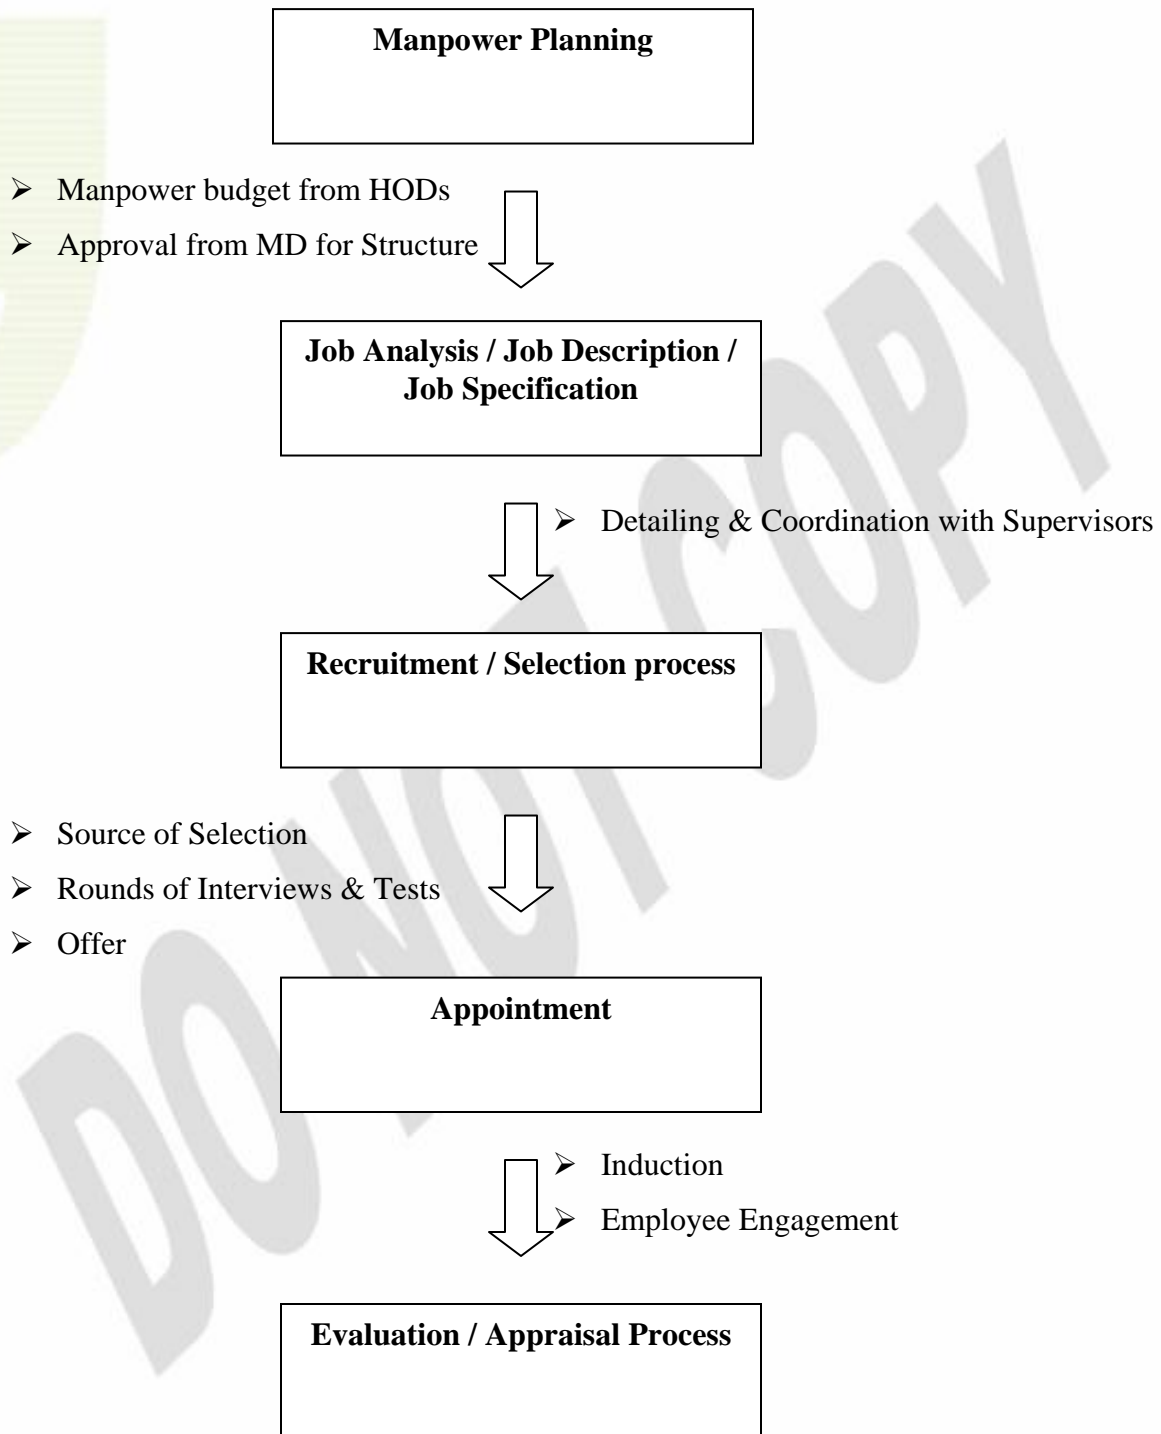 Manpower Planning
➢ Manpower budget from HODs
➢ Approval from MD for Structure
Job Analysis / Job Description /
Job Specification
➢ Detailing & Coordination with Supervisors
Recruitment / Selection process
➢ Source of Selection
➢ Rounds of Interviews & Tests
➢ Offer
Appointment
➢ Induction
➢ Employee Engagement
Evaluation / Appraisal Process
DO NOT COPY